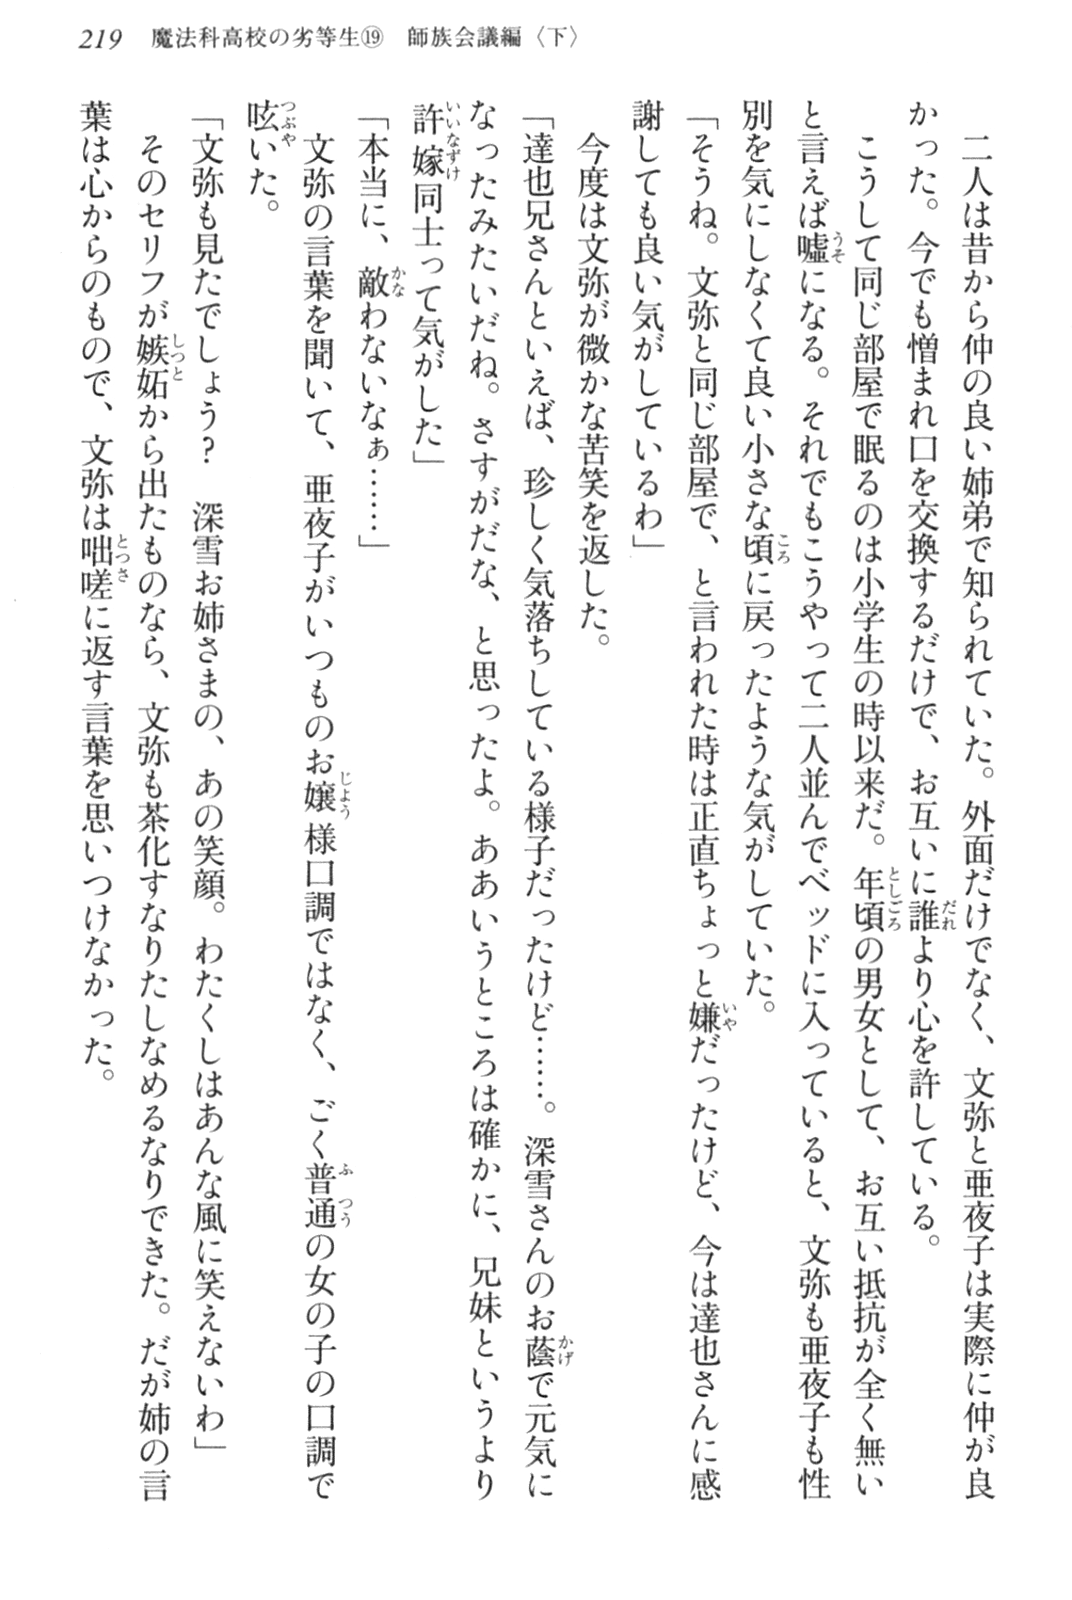 219　魔法科高校の劣等生⑲　師族会議編〈下〉
　二人は昔から仲の良い姉弟で知られていた。外面だけでなく、文弥と亜夜子は実際に仲が良
かった。今でも憎まれ口を交換するだけで、お互いに誰より心を許している。
　こうして同じ部屋で眠るのは小学生の時以来だ。年頃の男女として、お互い抵抗が全く無い
と言えば嘘になる。それでもこうやって二人並んでベッドに入っていると、文弥も亜夜子も性
別を気にしなくて良い小さな頃に戻ったような気がしていた。
「そうね。文弥と同じ部屋で、と言われた時は正直ちょっと嫌だったけど、今は達也さんに感
謝しても良い気がしているわ」
　今度は文弥が微かな苦笑を返した。
「達也兄さんといえば、珍しく気落ちしている様子だったけど……。深雪さんのお蔭で元気に
なったみたいだね。さすがだな、と思ったよ。ああいうところは確かに、兄妹というより
許嫁同士って気がした」
「本当に、敵わないなぁ……」
　文弥の言葉を聞いて、亜夜子がいつものお嬢様口調ではなく、ごく普通の女の子の口調で
呟いた。
「文弥も見たでしょう？　深雪お姉さまの、あの笑顔。わたくしはあんな風に笑えないわ」
　そのセリフが嫉妬から出たものなら、文弥も茶化すなりたしなめるなりできた。だが姉の言
葉は心からのもので、文弥は咄嗟に返す言葉を思いつけなかった。